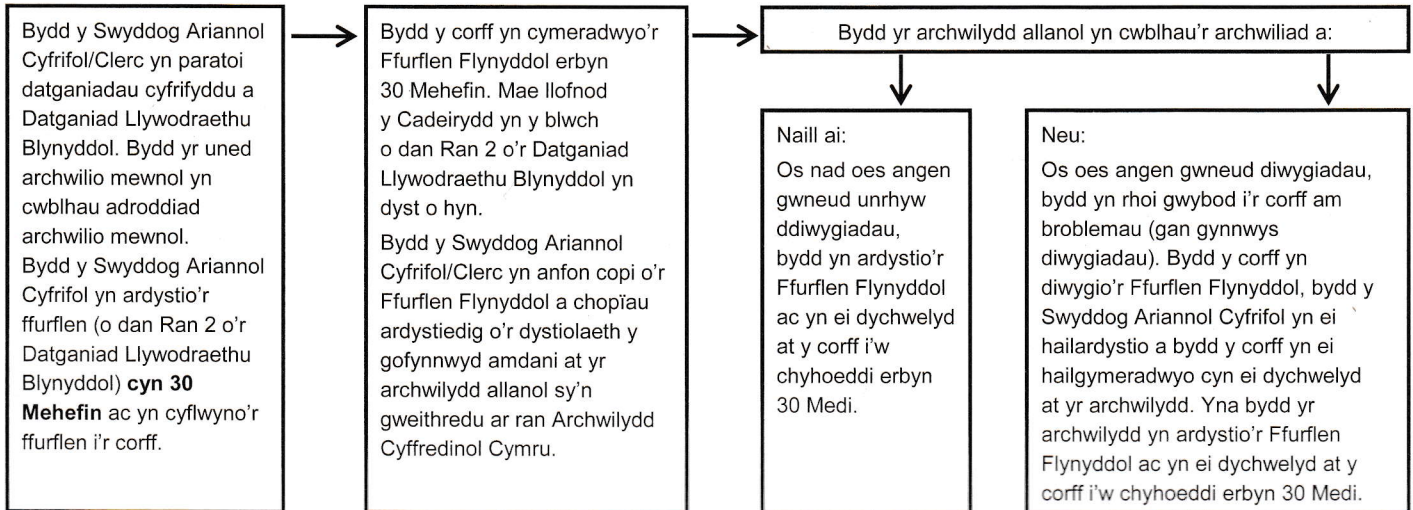 Bydd y Swyddog Ariannol
Cyfrifol/Clerc yn paratoi
datganiadau cyfrifyddu a
Datganiad Llywodraethu
Blynyddol. Bydd yr uned
archwilio mewnol yn
cwblhau adroddiad
archwilio mewnol.
Bydd y Swyddog Ariannol
Cyfrifol yn ardystio’r
ffurflen (o dan Ran 2 o’r
Datganiad Llywodraethu
Blynyddol) cyn 30
Mehefin ac yn cyflwyno’r
ffurflen i’r corff.
Bydd y corff yn cymeradwyo’r
Ffurflen Flynyddol erbyn
30 Mehefin. Mae llofnod
y Cadeirydd yn y blwch
o dan Ran 2 o’r Datganiad
Llywodraethu Blynyddol yn
dyst o hyn.
Bydd y Swyddog Ariannol
Cyfrifol/Clerc yn anfon copi o’r
Ffurflen Flynyddol a chopïau
ardystiedig o’r dystiolaeth y
gofynnwyd amdani at yr
archwilydd allanol sy’n
gweithredu ar ran Archwilydd
Cyffredinol Cymru.
Bydd yr archwilydd allanol yn cwblhau’r archwiliad a:
Naill ai:
Os nad oes angen
gwneud unrhyw
ddiwygiadau,
bydd yn ardystio’r
Ffurflen Flynyddol
ac yn ei dychwelyd
at y corff i’w
chyhoeddi erbyn
30 Medi.
Neu:
Os oes angen gwneud diwygiadau,
bydd yn rhoi gwybod i’r corff am
broblemau (gan gynnwys
diwygiadau). Bydd y corff yn
diwygio’r Ffurflen Flynyddol, bydd y
Swyddog Ariannol Cyfrifol yn ei
hailardystio a bydd y corff yn ei
hailgymeradwyo cyn ei dychwelyd
at yr archwilydd. Yna bydd yr
archwilydd yn ardystio’r Ffurflen
Flynyddol ac yn ei dychwelyd at y
corff i’w chyhoeddi erbyn 30 Medi.